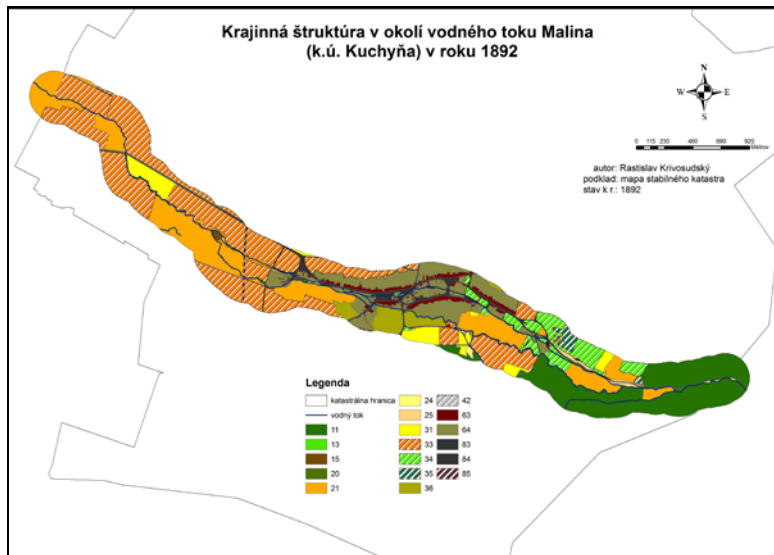 Krajinná štruktúra v okolí vodného toku Malina
(k.ú. Kuchyňa) v roku 1892
N
W E
S
0 115 230 460 690 920
Metrov
autor: Rastislav Krivosudský
podklad: mapa stabilného katastra
stav k r.: 1892
Legenda
katastrálna hranica
vodný tok
11
13
15
20
21
24
25
31
33
34
35
36
42
63
64
83
84
85